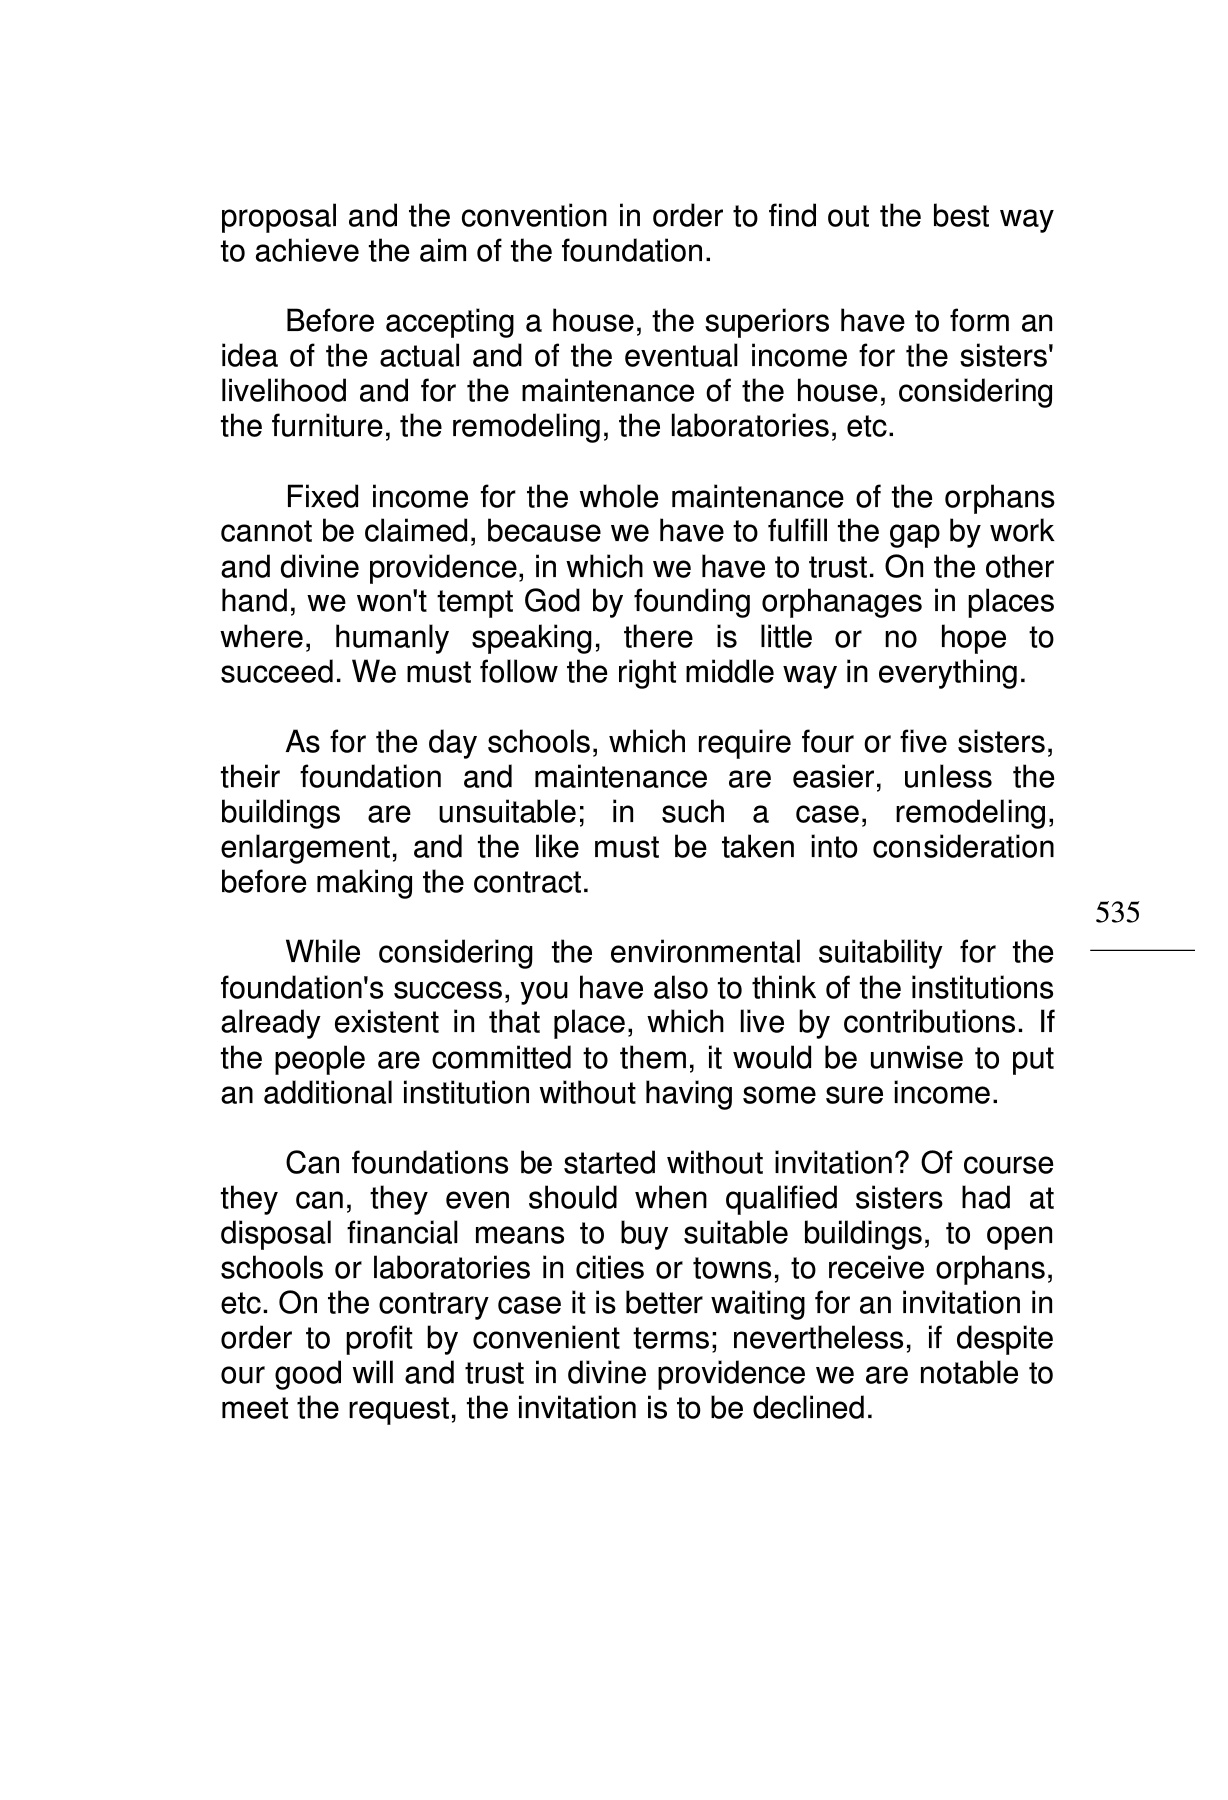 proposal and the convention in order to find out the best way
to achieve the aim of the foundation.
Before accepting a house, the superiors have to form an
idea of the actual and of the eventual income for the sisters'
livelihood and for the maintenance of the house, considering
the furniture, the remodeling, the laboratories, etc.
Fixed income for the whole maintenance of the orphans
cannot be claimed, because we have to fulfill the gap by work
and divine providence, in which we have to trust. On the other
hand, we won't tempt God by founding orphanages in places
where, humanly speaking, there is little or no hope to
succeed. We must follow the right middle way in everything.
As for the day schools, which require four or five sisters,
their foundation and maintenance are easier, unless the
buildings are unsuitable; in such a case, remodeling,
enlargement, and the like must be taken into consideration
before making the contract.
535
While considering the environmental suitability for the
foundation's success, you have also to think of the institutions
already existent in that place, which live by contributions. If
the people are committed to them, it would be unwise to put
an additional institution without having some sure income.
Can foundations be started without invitation? Of course
they can, they even should when qualified sisters had at
disposal financial means to buy suitable buildings, to open
schools or laboratories in cities or towns, to receive orphans,
etc. On the contrary case it is better waiting for an invitation in
order to profit by convenient terms; nevertheless, if despite
our good will and trust in divine providence we are notable to
meet the request, the invitation is to be declined.